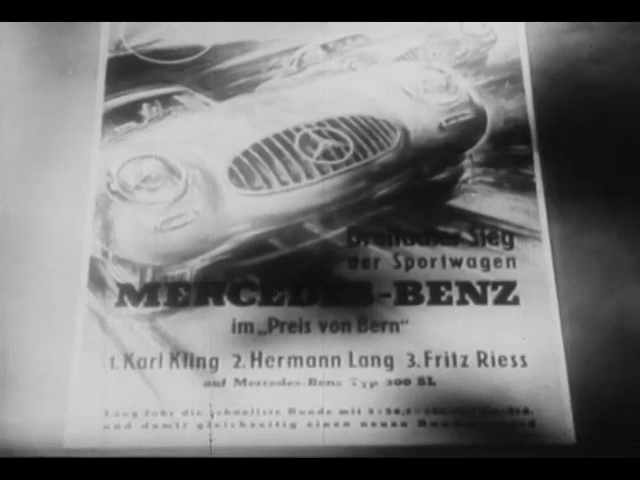 Dreifacher Sieg
der Sportwagen
MERCEDES-BENZ
im „Preis von Bern“
1. Karl Kling 2. Hermann Lang 3. Fritz Riess
auf Mercedes-Benz Typ 300 SL
Lang fuhr die schnellste Runde mit
und damit gleichzeitig einen neuen